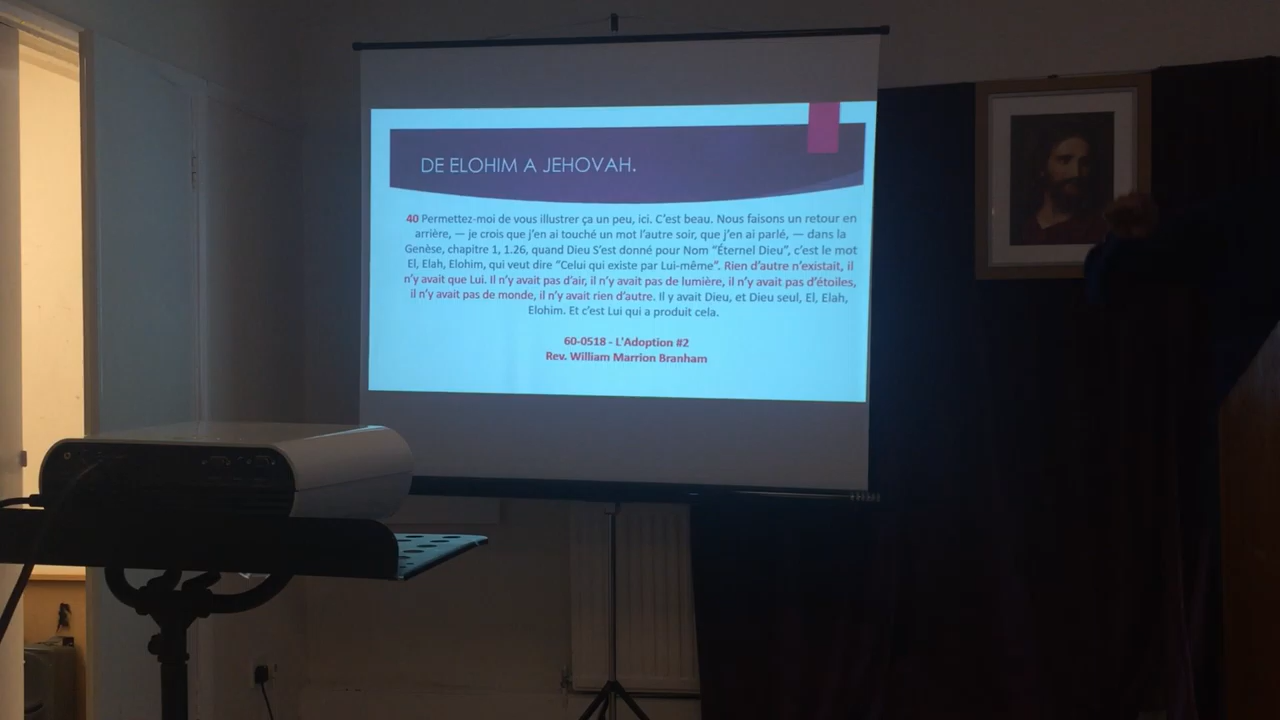 DE ELOHIM A JEHOVAH.
40 Permettez-moi de vous illustrer ça un peu, ici. C'est beau. Nous faisons un retour en
arrière, — je crois que j'en ai touché un mot l'autre soir, que j'en ai parlé, — dans la
Genèse, chapitre 1, 1.26, quand Dieu S'est donné pour Nom "Éternel Dieu", c'est le mot
El, Elah, Elohim, qui veut dire "Celui qui existe par Lui-même". Rien d'autre n'existait, il
n'y avait que Lui. Il n'y avait pas d'air, il n'y avait pas de lumière, il n'y avait pas d'étoiles,
il n'y avait pas de monde, il n'y avait rien d'autre. Il y avait Dieu, et Dieu seul, El, Elah,
Elohim. Et c'est Lui qui a produit cela.
60-0518 - L'Adoption #2
Rev. William Marrion Branham